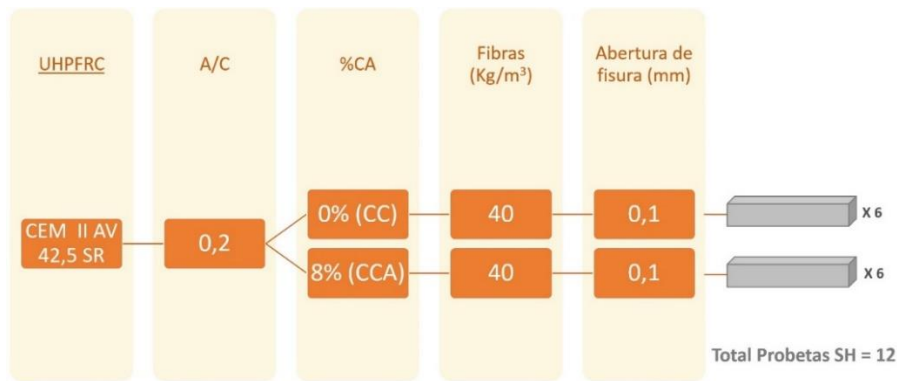 UHPFRC
A/C
%CA
Fibras
(Kg/m³)
Abertura de
fisura (mm)
CEM II AV
42,5 SR
0,2
0% (CC)
40
0,1
X 6
8% (CCA)
40
0,1
X 6
Total Probetas SH = 12